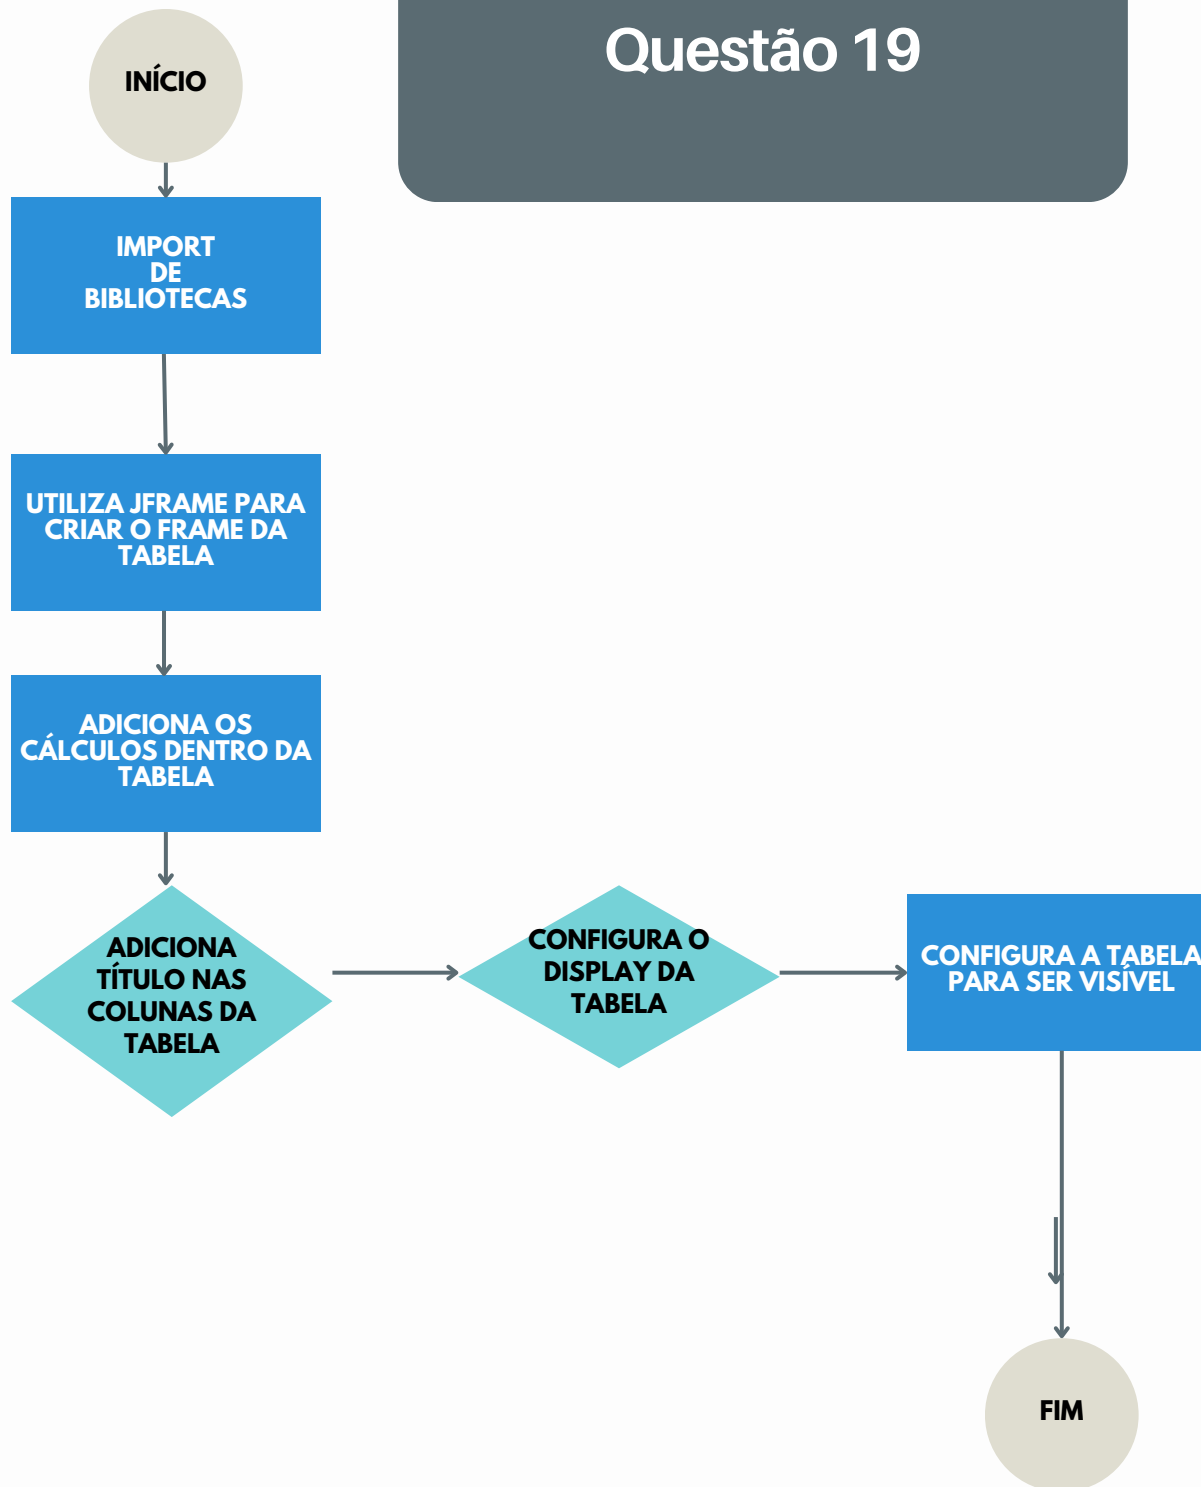 Questão 19
INÍCIO
IMPORT
DE
BIBLIOTECAS
UTILIZA JFRAME PARA
CRIAR O FRAME DA
TABELA
ADICIONA OS
CÁLCULOS DENTRO DA
TABELA
ADICIONA
TÍTULO NAS
COLUNAS DA
TABELA
CONFIGURA O
DISPLAY DA
TABELA
CONFIGURA A TABELA
PARA SER VISÍVEL
FIM